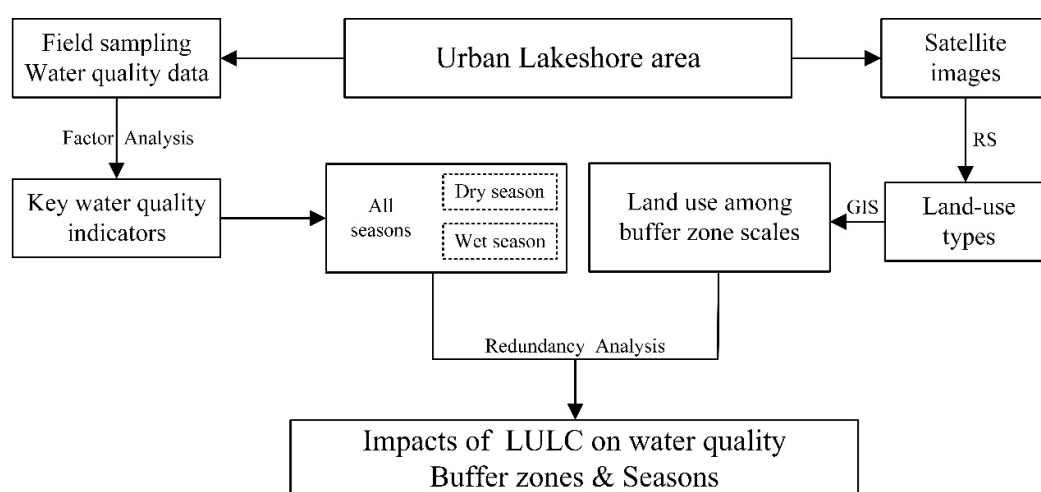 Field sampling
Water quality data
Urban Lakeshore area
Satellite
images
Factor Analysis
RS
Key water quality
indicators
All
seasons
Dry season
Wet season
Land use among
buffer zone scales
GIS
Land-use
types
Redundancy Analysis
Impacts of LULC on water quality
Buffer zones & Seasons